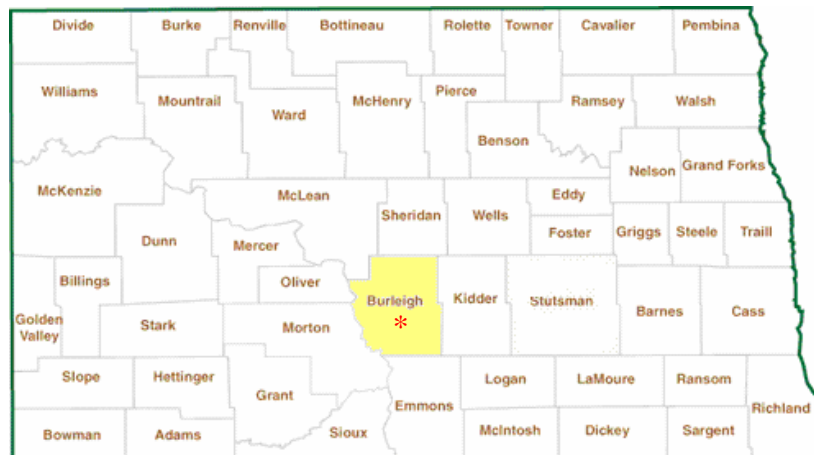 Divide
Burke
Renville
Bottineau
Rolette
Towner
Cavalier
Pembina
Williams
Mountrail
Ward
McHenry
Pierce
Benson
Ramsey
Walsh
McKenzie
McLean
Nelson
Grand Forks
Dunn
Mercer
Sheridan
Wells
Eddy
Foster
Griggs
Steele
Traill
Billings
Oliver
Burleigh
*
Kidder
Stutsman
Barnes
Cass
Golden
Valley
Stark
Morton
Slope
Hettinger
Grant
Emmons
Logan
LaMoure
Ransom
Richland
Bowman
Adams
Sioux
McIntosh
Dickey
Sargent